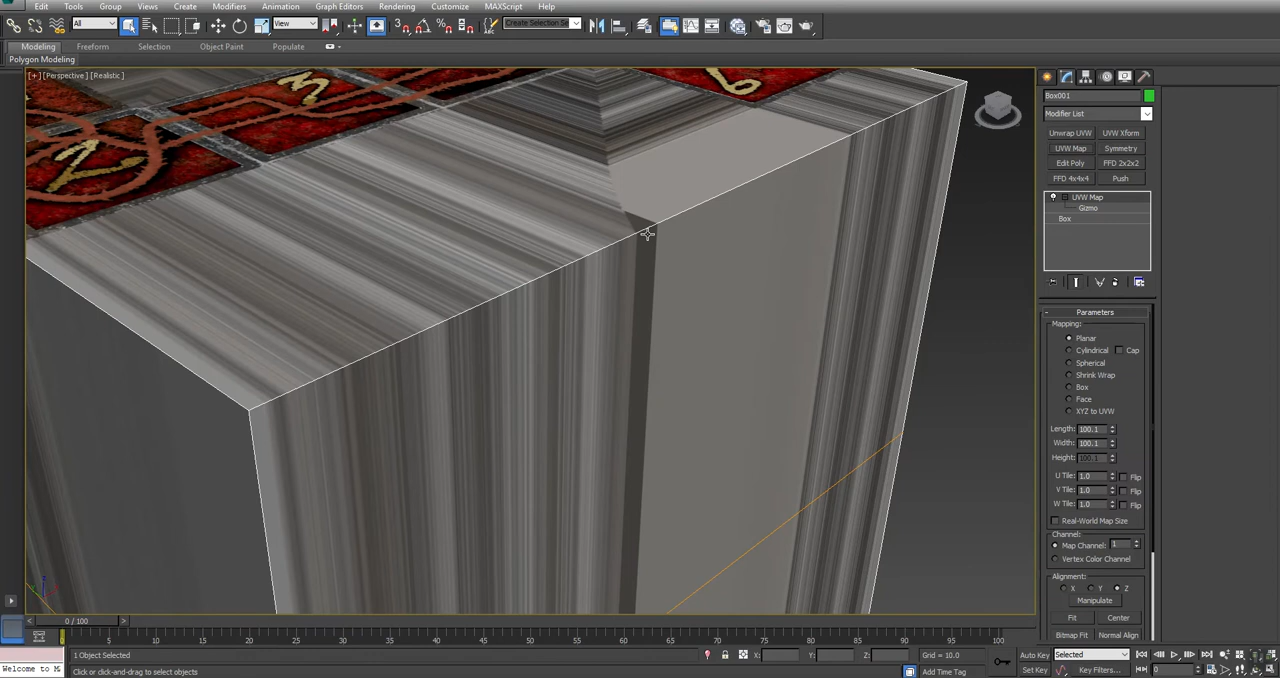 Edit Tools Group Views Create Modifiers Animation Graph Editors Rendering Customize MAXScript Help
All View Create Selection Se
Modeling Freeform Selection Object Paint Populate
Polygon Modeling
[+] [Perspective] [Realistic]
Box001
Modifier List
Unwrap UVW UVW Xform
UVW Map Symmetry
Edit Poly FFD 2x2x2
FFD 4x4x4 Push
UVW Map
Gizmo
Box
- Parameters
Mapping:
Planar
Cylindrical Cap
Spherical
Shrink Wrap
Box
Face
XYZ to UVW
Length: 100.1
Width: 100.1
Height: 100.1
U Tile: 1.0 Flip
V Tile: 1.0 Flip
W Tile: 1.0 Flip
Real-World Map Size
Channel:
Map Channel: 1
Vertex Color Channel
Alignment:
X Y Z
Manipulate
Fit Center
Bitmap Fit Normal Align
< 0 / 100 >
0 5 10 15 20 25 30 35 40 45 50 55 60 65 70 75 80 85 90 95 100
1 Object Selected X: Y: Z: Grid = 10.0 Auto Key Selected
Welcome to M Click or click-and-drag to select objects Add Time Tag Set Key Key Filters... 0